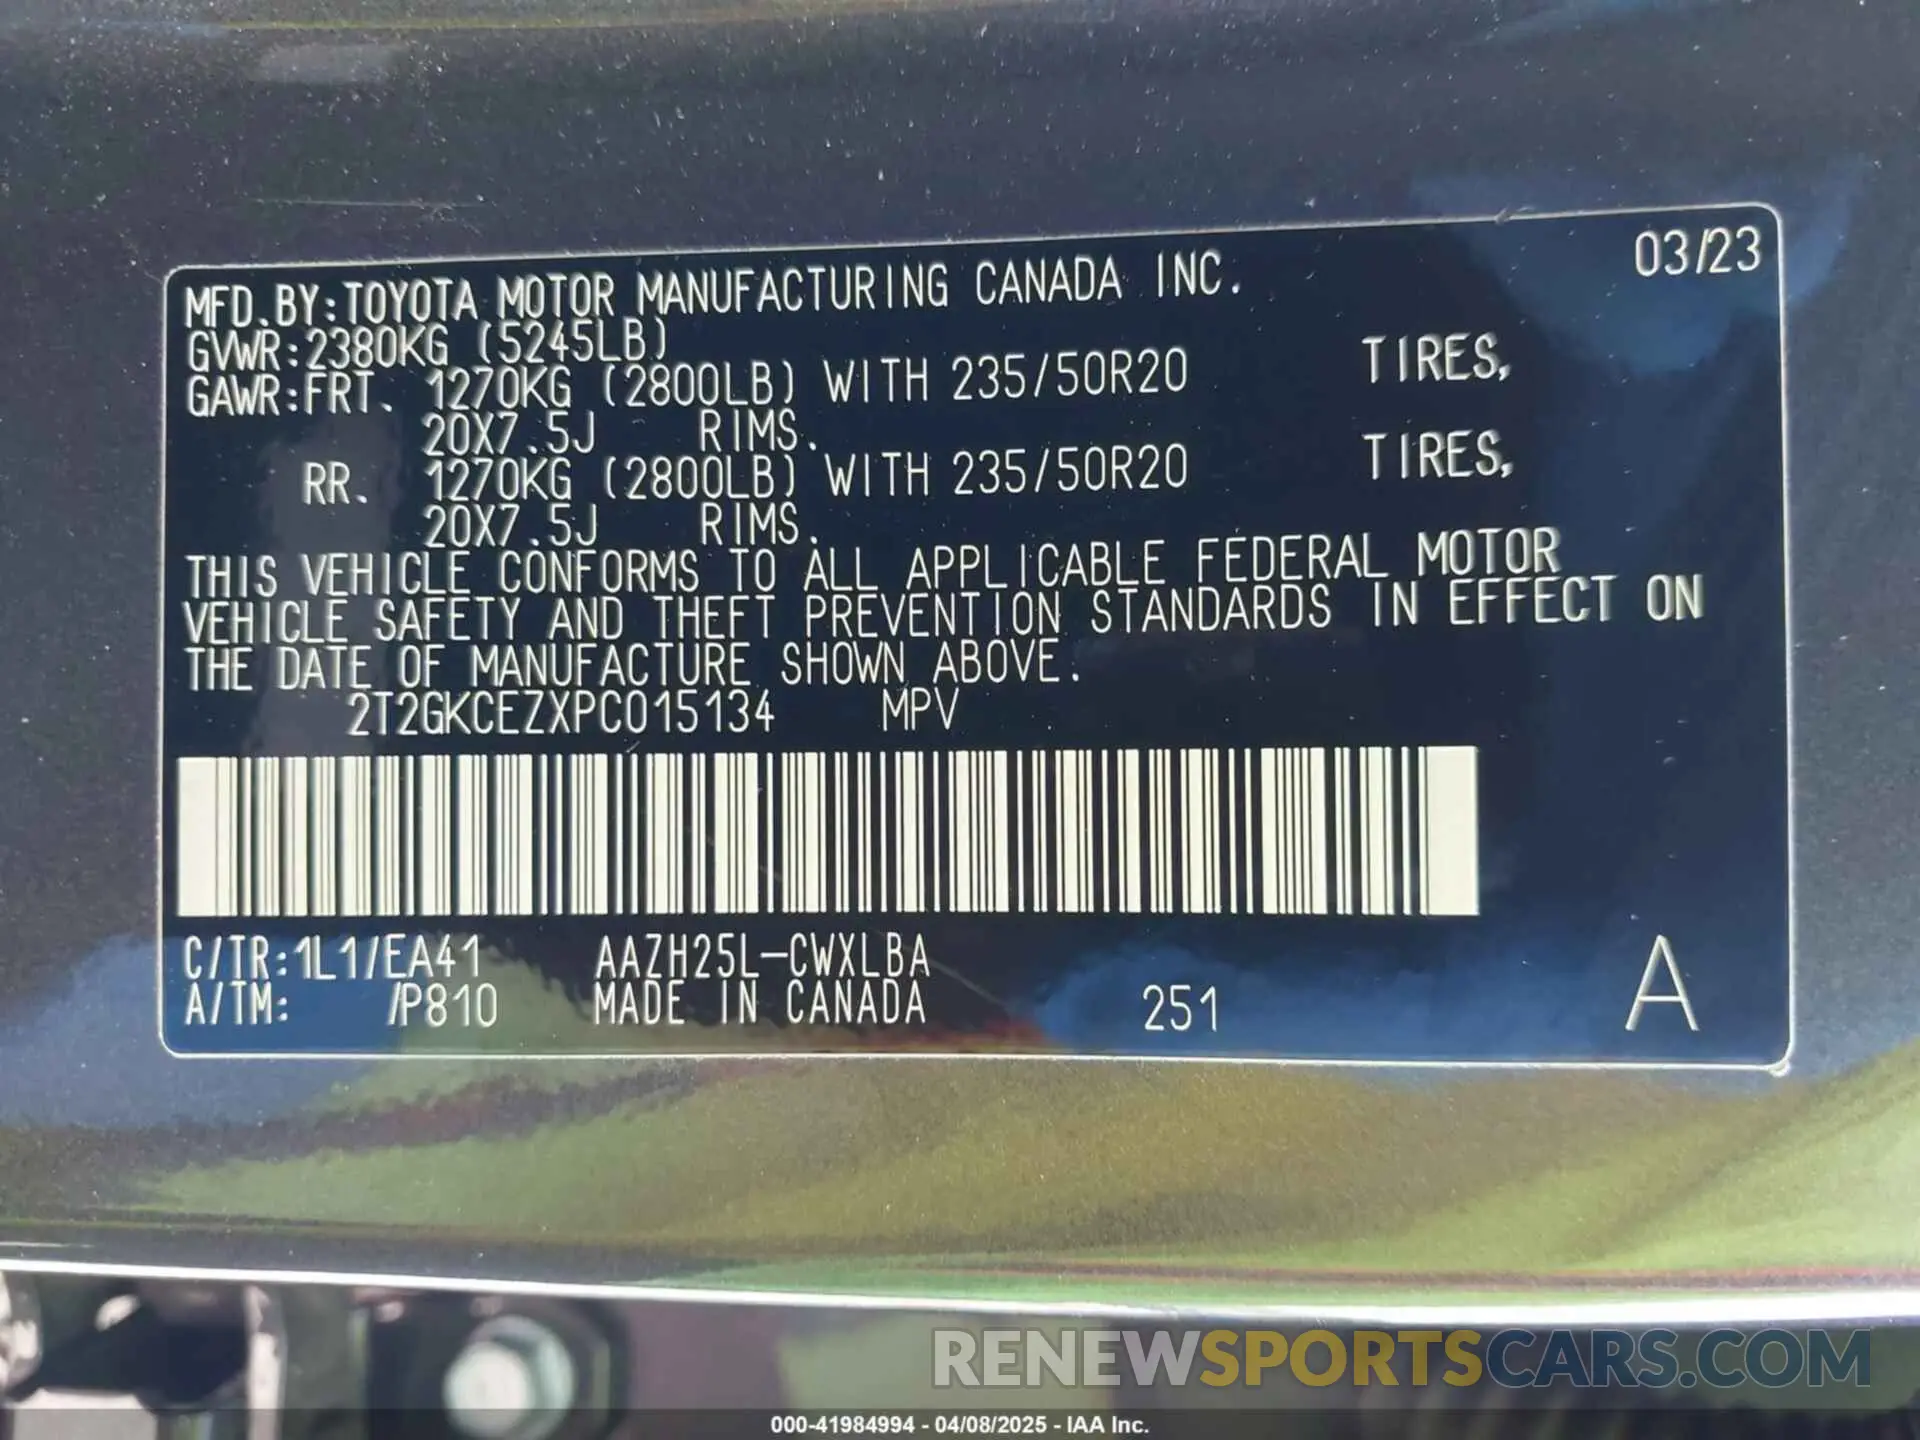 03/23
MFD.BY:TOYOTA MOTOR MANUFACTURING CANADA INC.
GVWR:2380KG (5245LB)
GAWR:FRT. 1270KG (2800LB) WITH 235/50R20 TIRES,
20X7.5J RIMS.
RR. 1270KG (2800LB) WITH 235/50R20 TIRES,
20X7.5J RIMS.
THIS VEHICLE CONFORMS TO ALL APPLICABLE FEDERAL MOTOR
VEHICLE SAFETY AND THEFT PREVENTION STANDARDS IN EFFECT ON
THE DATE OF MANUFACTURE SHOWN ABOVE.
2T2GKCEZXPC015134 MPV
C/TR:1L1/EA41 AAZH25L-CWXLBA
A/TM: /P810 MADE IN CANADA 251 A
RENEWSPORTSCARS.COM
000-41984994 - 04/08/2025 - IAA Inc.